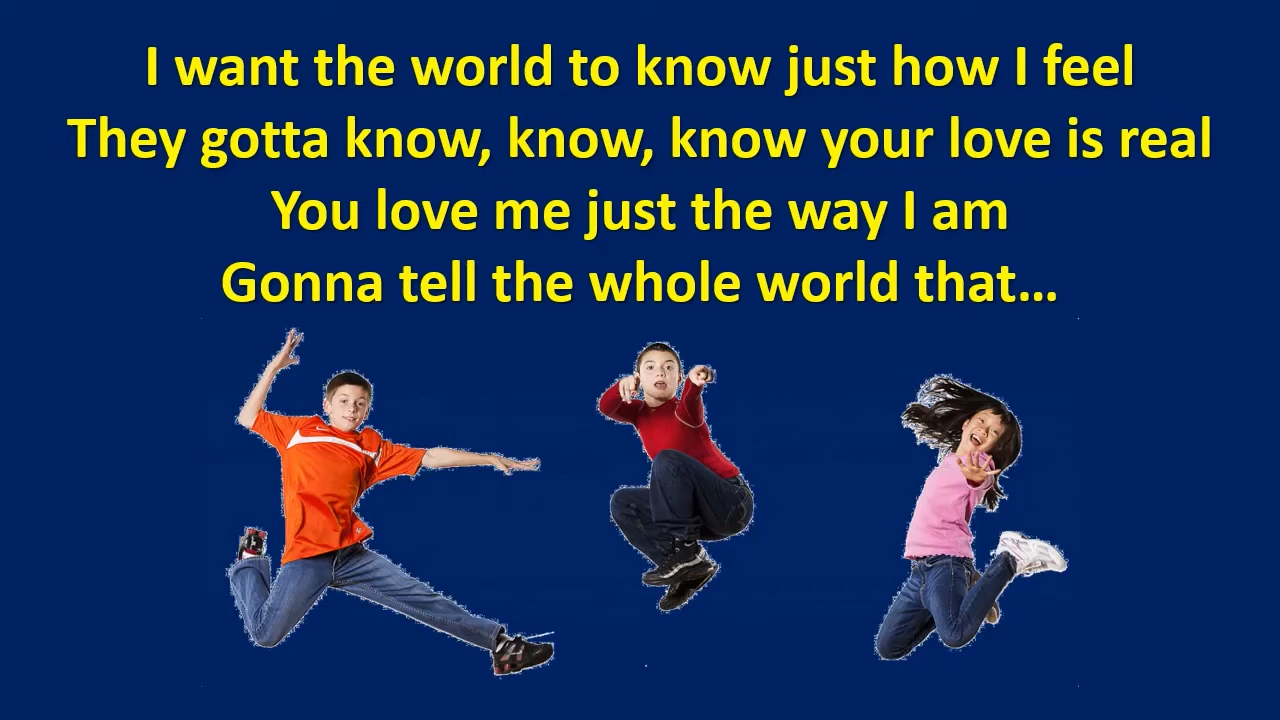 I want the world to know just how I feel
They gotta know, know, know your love is real
You love me just the way I am
Gonna tell the whole world that…